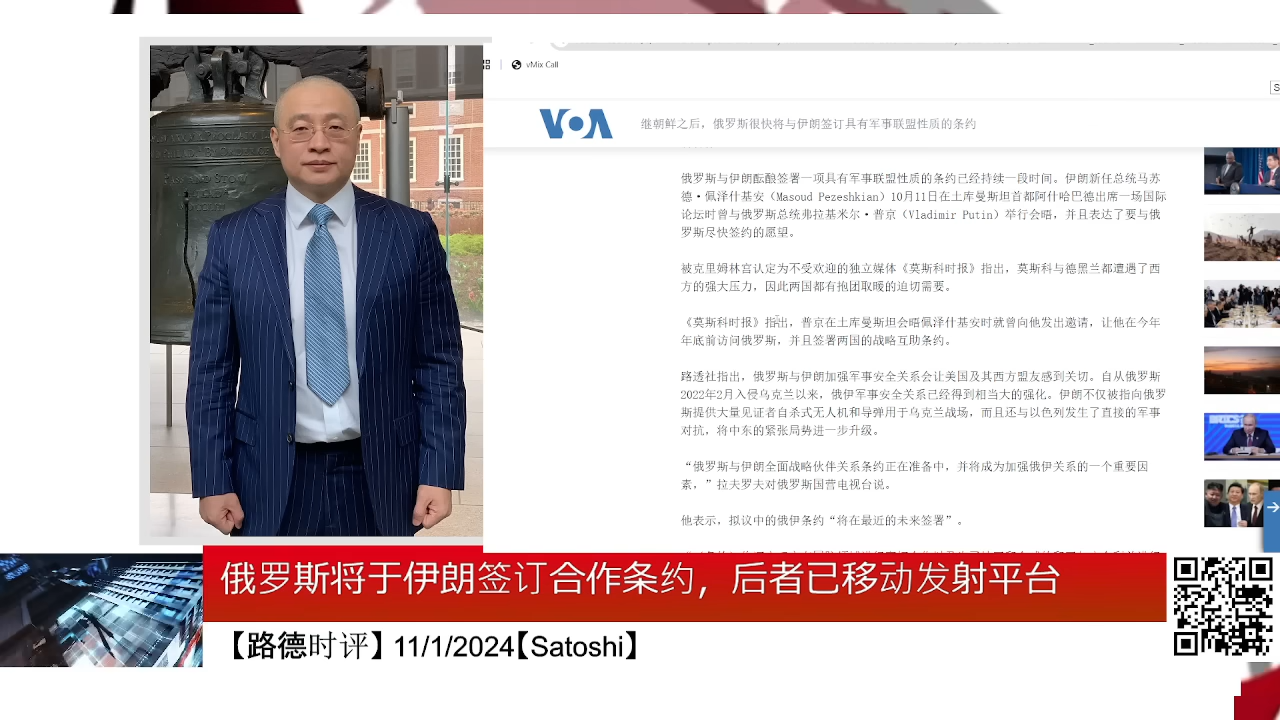 vMix Call
VOA
继朝鲜之后，俄罗斯很快将与伊朗签订具有军事联盟性质的条约
俄罗斯与伊朗酝酿签署一项具有军事联盟性质的条约已经持续一段时间。伊朗新任总统马苏
德·佩泽什基安（Masoud Pezeshkian）10月11日在土库曼斯坦首都阿什哈巴德出席一场国际
论坛时曾与俄罗斯总统弗拉基米尔·普京（Vladimir Putin）举行会晤，并且表达了要与俄
罗斯尽快签约的愿望。
被克里姆林宫认定为不受欢迎的独立媒体《莫斯科时报》指出，莫斯科与德黑兰都遭遇了西
方的强大压力，因此两国都有抱团取暖的迫切需要。
《莫斯科时报》指出，普京在土库曼斯坦会晤佩泽什基安时就曾向他发出邀请，让他在今年
年底前访问俄罗斯，并且签署两国的战略互助条约。
路透社指出，俄罗斯与伊朗加强军事安全关系会让美国及其西方盟友感到关切。自从俄罗斯
2022年2月入侵乌克兰以来，俄伊军事安全关系已经得到相当大的强化。伊朗不仅被指向俄罗
斯提供大量见证者自杀式无人机和导弹用于乌克兰战场，而且还与以色列发生了直接的军事
对抗，将中东的紧张局势进一步升级。
“俄罗斯与伊朗全面战略伙伴关系条约正在准备中，并将成为加强俄伊关系的一个重要因
素，”拉夫罗夫对俄罗斯国营电视台说。
他表示，拟议中的俄伊条约“将在最近的未来签署”。
俄罗斯将于伊朗签订合作条约，后者已移动发射平台
【路德时评】11/1/2024【Satoshi】